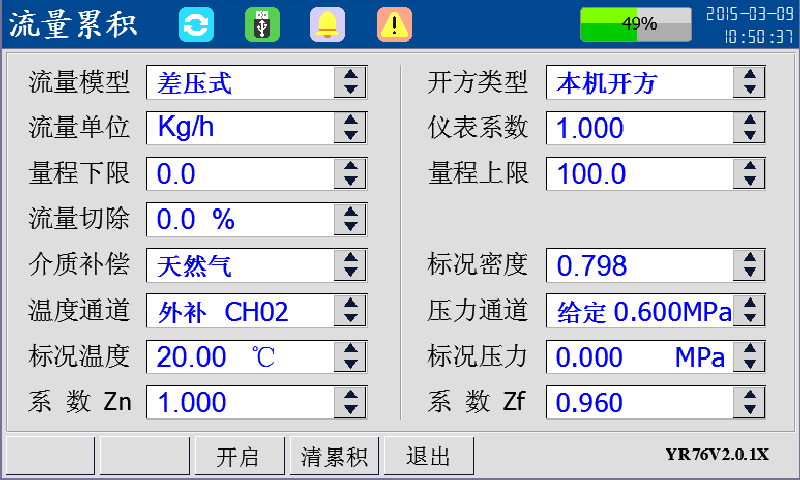 流量累积 49% 2015-03-09
10:50:37
流量模型 差压式 开方类型 本机开方
流量单位 Kg/h 仪表系数 1.000
量程下限 0.0 量程上限 100.0
流量切除 0.0 %
介质补偿 天然气 标况密度 0.798
温度通道 外补 CH02 压力通道 给定 0.600MPa
标况温度 20.00 ℃ 标况压力 0.000 MPa
系 数 Zn 1.000 系 数 Zf 0.960
开启 清累积 退出 YR76V2.0.1X